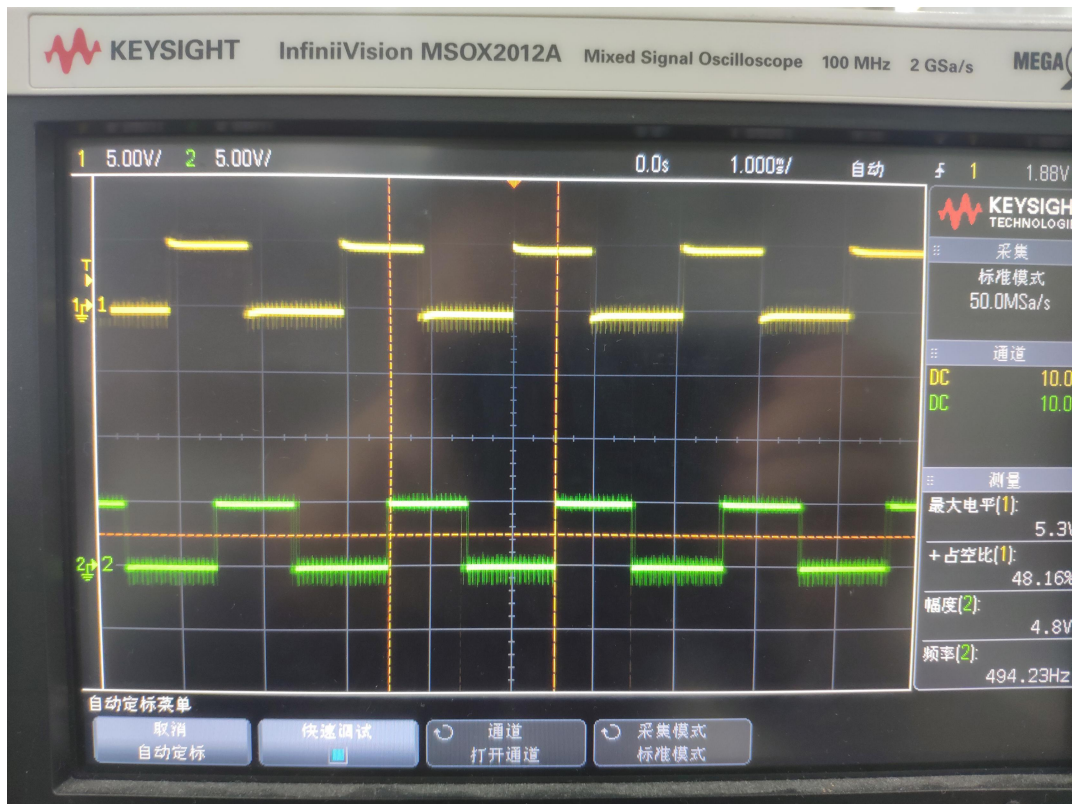 KEYSIGHT InfiniiVision MSOX2012A Mixed Signal Oscilloscope 100 MHz 2 GSa/s MEGA
1 5.00V/ 2 5.00V/ 0.0s 1.000ms/ 自动 1 1.88V
KEYSIGH
TECHNOLOGIE
采集
标准模式
50.0MSa/s
T
1 1
通道
DC 10.0
DC 10.0
测量
最大电平(1):
5.3V
+占空比(1):
48.16%
2 2
幅度(2):
4.8V
频率(2):
494.23Hz
自动定标菜单
取消
自动定标
快速调试
通道
打开通道
采集模式
标准模式